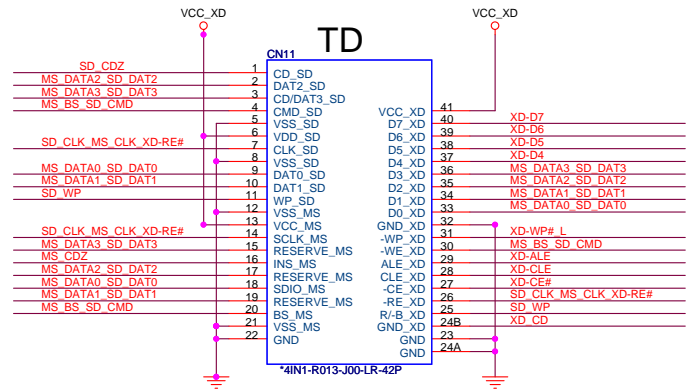 VCC_XD VCC_XD
TD
CN11
SD_CDZ 1 CD_SD
MS_DATA2_SD_DAT2 2 DAT2_SD
MS_DATA3_SD_DAT3 3 CD/DAT3_SD
MS_BS_SD_CMD 4 CMD_SD VCC_XD 41
5 VSS_SD D7_XD 40 XD-D7
6 VDD_SD D6_XD 39 XD-D6
SD_CLK_MS_CLK_XD-RE# 7 CLK_SD D5_XD 38 XD-D5
8 VSS_SD D4_XD 37 XD-D4
MS_DATA0_SD_DAT0 9 DAT0_SD D3_XD 36 MS_DATA3_SD_DAT3
MS_DATA1_SD_DAT1 10 DAT1_SD D2_XD 35 MS_DATA2_SD_DAT2
SD_WP 11 WP_SD D1_XD 34 MS_DATA1_SD_DAT1
12 VSS_MS D0_XD 33 MS_DATA0_SD_DAT0
13 VCC_MS GND_XD 32
SD_CLK_MS_CLK_XD-RE# 14 SCLK_MS -WP_XD 31 XD-WP#_L
MS_DATA3_SD_DAT3 15 RESERVE_MS -WE_XD 30 MS_BS_SD_CMD
MS_CDZ 16 INS_MS ALE_XD 29 XD-ALE
MS_DATA2_SD_DAT2 17 RESERVE_MS CLE_XD 28 XD-CLE
MS_DATA0_SD_DAT0 18 SDIO_MS -CE_XD 27 XD-CE#
MS_DATA1_SD_DAT1 19 RESERVE_MS -RE_XD 26 SD_CLK_MS_CLK_XD-RE#
MS_BS_SD_CMD 20 BS_MS R/-B_XD 25 SD_WP
21 VSS_MS GND_XD 24B XD_CD
22 GND GND 23
GND 24A
*4IN1-R013-J00-LR-42P